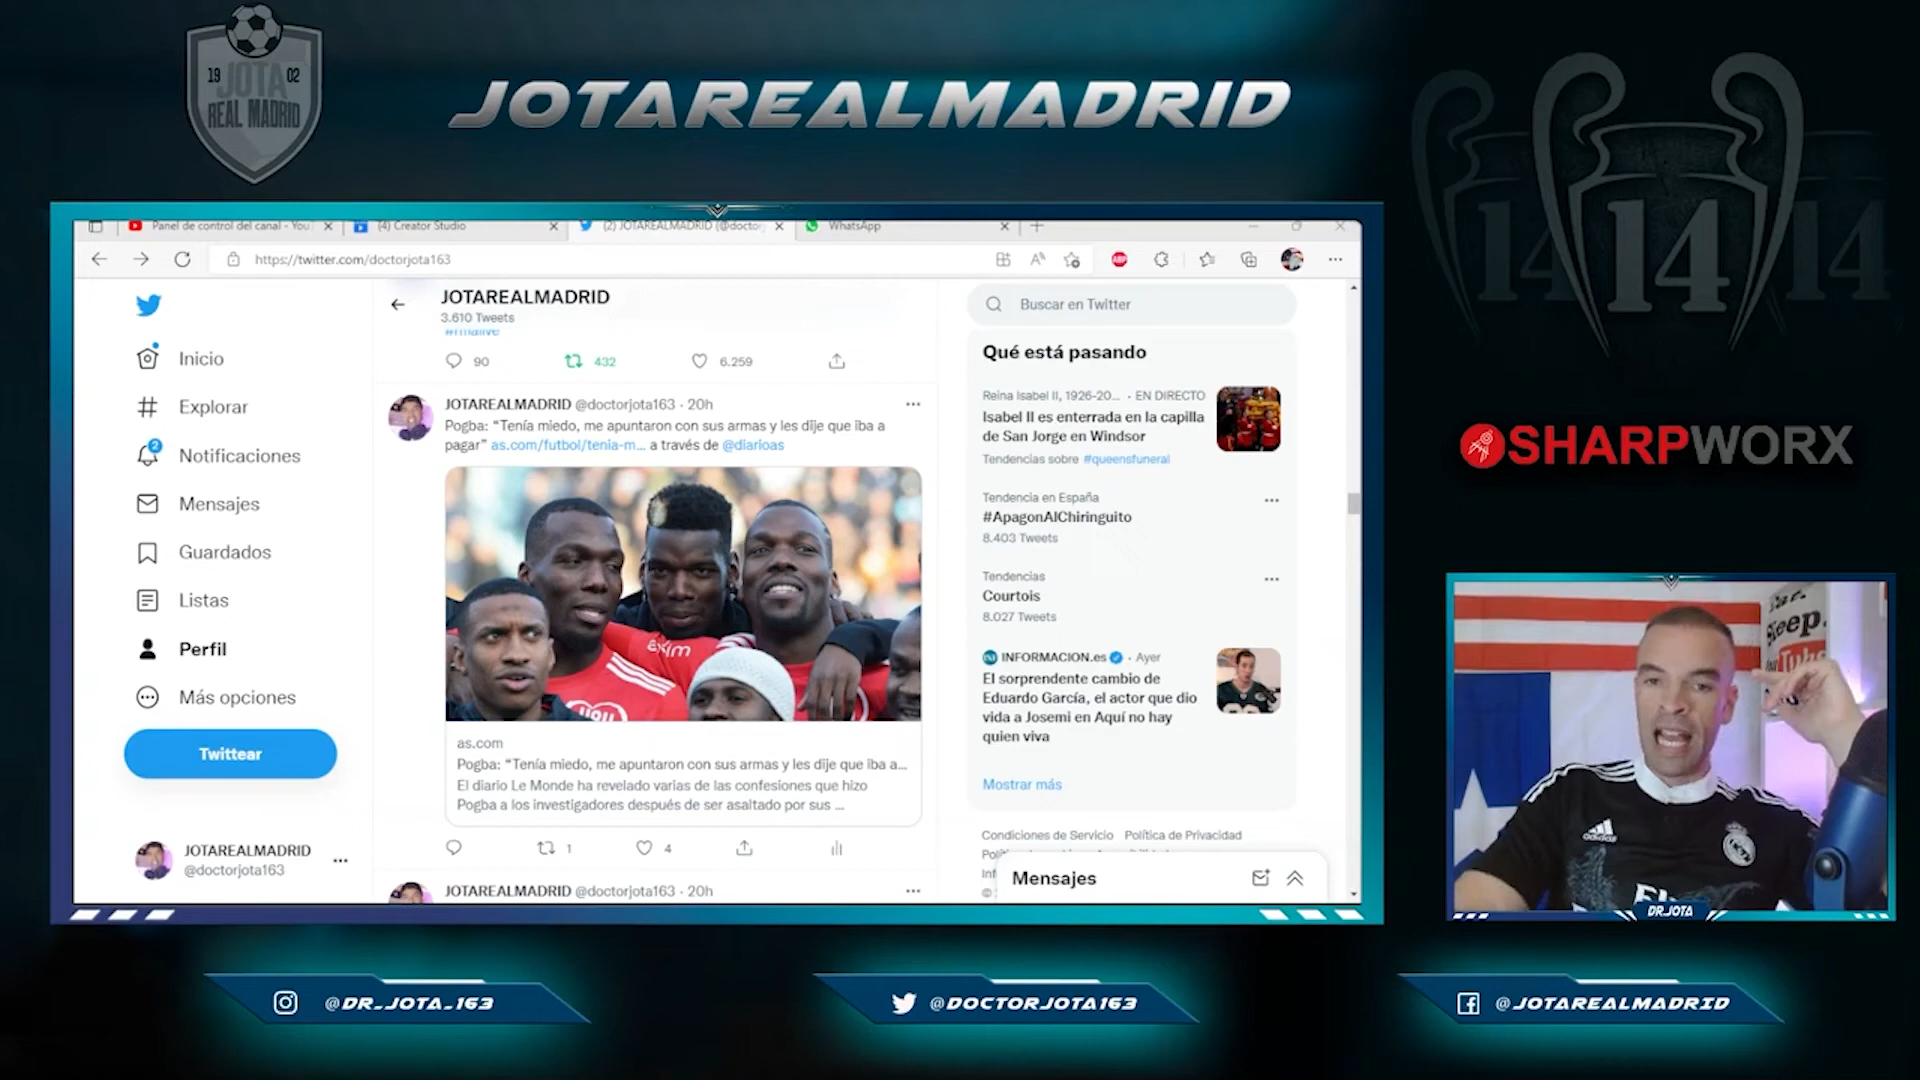 19 JOTA 02
REAL MADRID
JOTAREALMADRID
14 14 14
Panel de control del canal - You
(4) Creator Studio
(2) JOTAREALMADRID (@doctorj
WhatsApp
https://twitter.com/doctorjota163
ABP
Inicio
Explorar
2
Notificaciones
Mensajes
Guardados
Listas
Perfil
Más opciones
Twittear
JOTAREALMADRID
@doctorjota163
JOTAREALMADRID
3.610 Tweets
#rmalive
90 432 6.259
JOTAREALMADRID @doctorjota163 · 20h
Pogba: “Tenía miedo, me apuntaron con sus armas y les dije que iba a
pagar” as.com/futbol/tenia-m... a través de @diarioas
exim
as.com
Pogba: “Tenía miedo, me apuntaron con sus armas y les dije que iba a...
El diario Le Monde ha revelado varias de las confesiones que hizo
Pogba a los investigadores después de ser asaltado por sus ...
1 4
JOTAREALMADRID @doctorjota163 · 20h
Buscar en Twitter
Qué está pasando
Reina Isabel II, 1926-20... · EN DIRECTO
Isabel II es enterrada en la capilla
de San Jorge en Windsor
Tendencias sobre #queensfuneral
Tendencia en España
#ApagonAlChiringuito
8.403 Tweets
Tendencias
Courtois
8.027 Tweets
INFORMACION.es · Ayer
El sorprendente cambio de
Eduardo García, el actor que dio
vida a Josemi en Aquí no hay
quien viva
Mostrar más
Condiciones de Servicio Política de Privacidad
Mensajes
SHARPWORX
adidas
DR.JOTA
@DR_JOTA_163
@DOCTORJOTA163
@JOTAREALMADRID